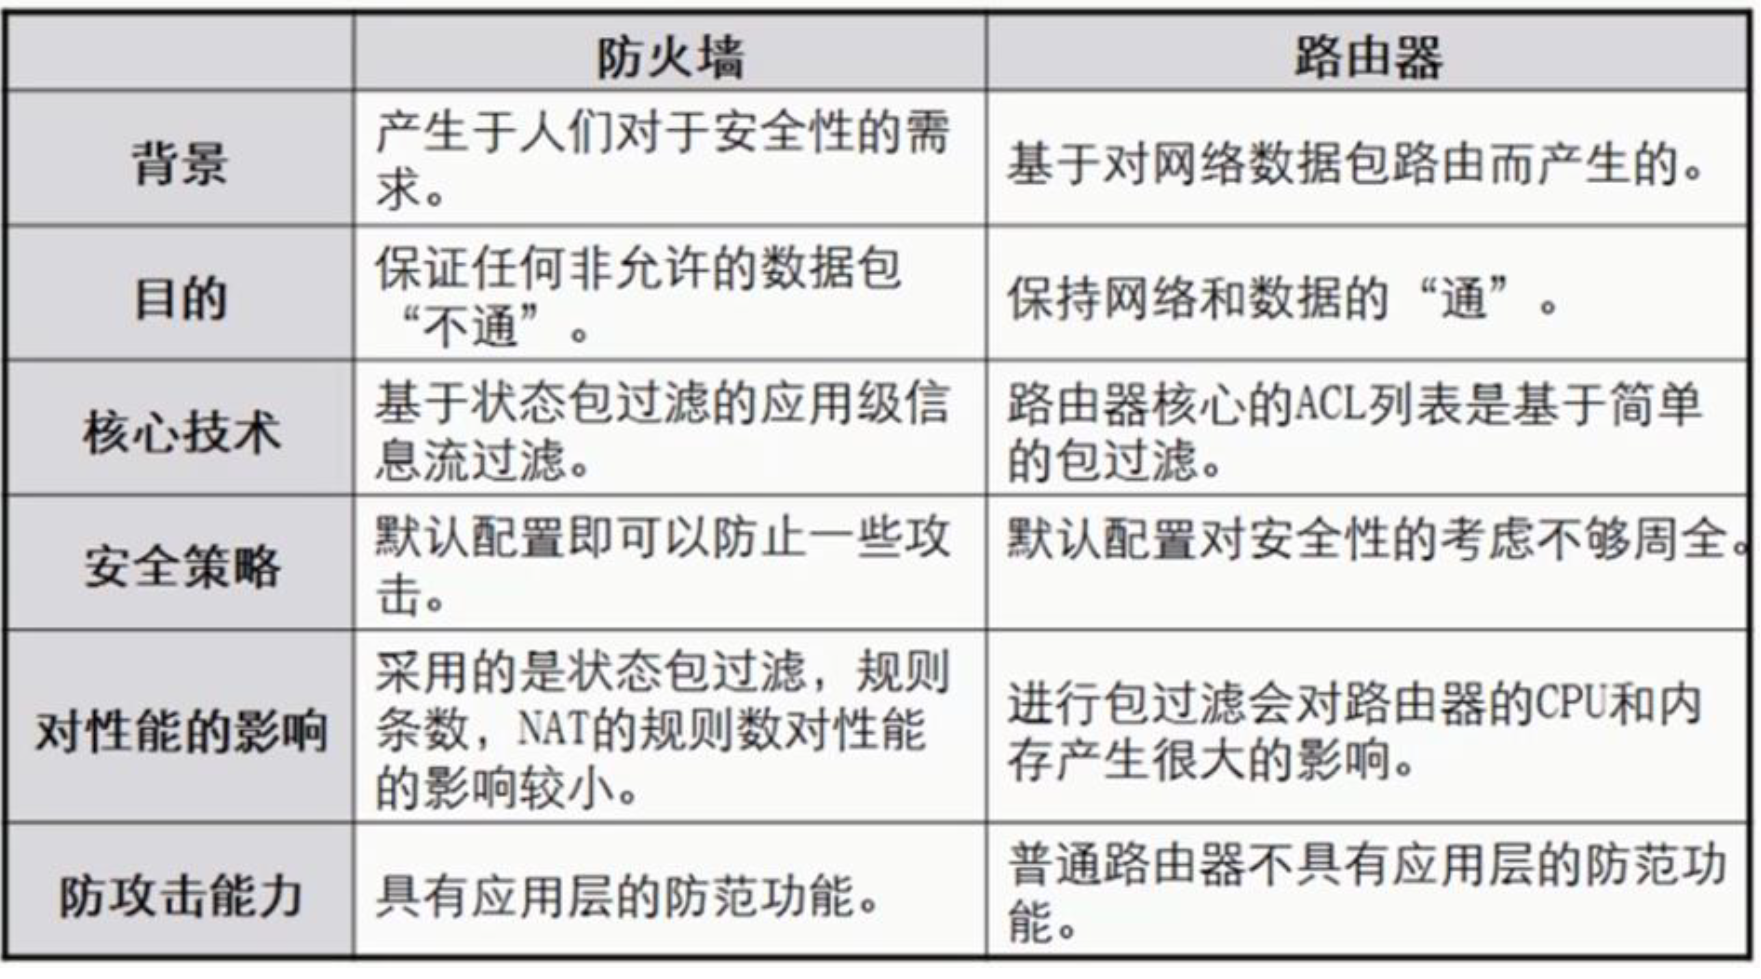 防火墙
路由器
背景
产生于人们对于安全性的需
求。
基于对网络数据包路由而产生的。
目的
保证任何非允许的数据包
“不通”。
保持网络和数据的“通”。
核心技术
基于状态包过滤的应用级信
息流过滤。
路由器核心的ACL列表是基于简单
的包过滤。
安全策略
默认配置即可以防止一些攻
击。
默认配置对安全性的考虑不够周全。
对性能的影响
采用的是状态包过滤，规则
条数，NAT的规则数对性能
的影响较小。
进行包过滤会对路由器的CPU和内
存产生很大的影响。
防攻击能力
具有应用层的防范功能。
普通路由器不具有应用层的防范功
能。